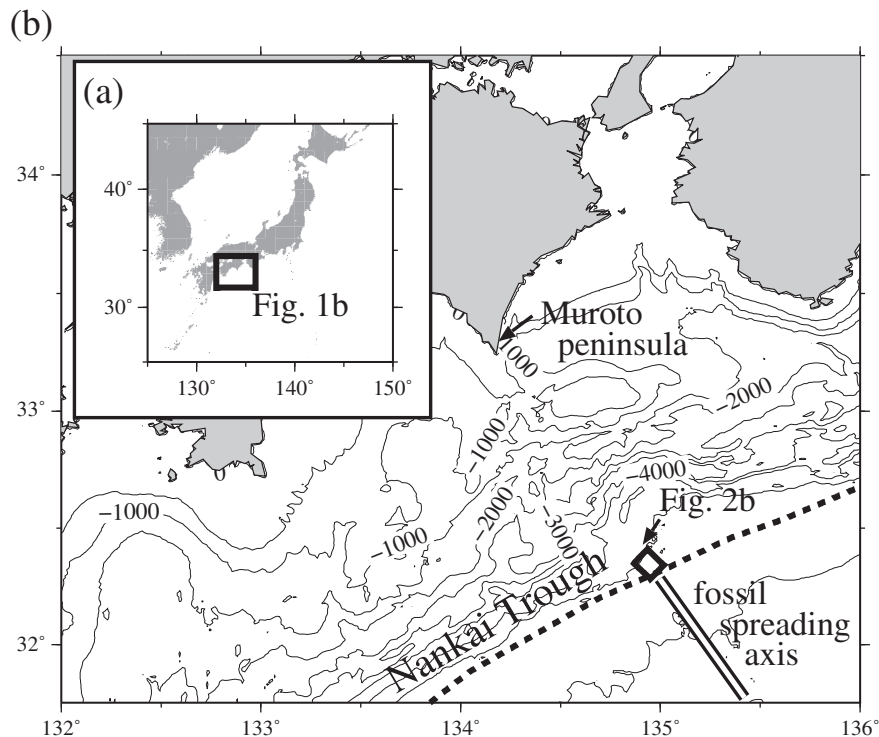 (b)
(a)
40°
30°
130°
140°
150°
Fig. 1b
34°
33°
32°
132°
133°
134°
135°
136°
Muroto
peninsula
0
1000
−2000
−1000
−4000
Fig. 2b
0
−1000
−2000
−3000
−1000
Nankai Trough
fossil
spreading
axis